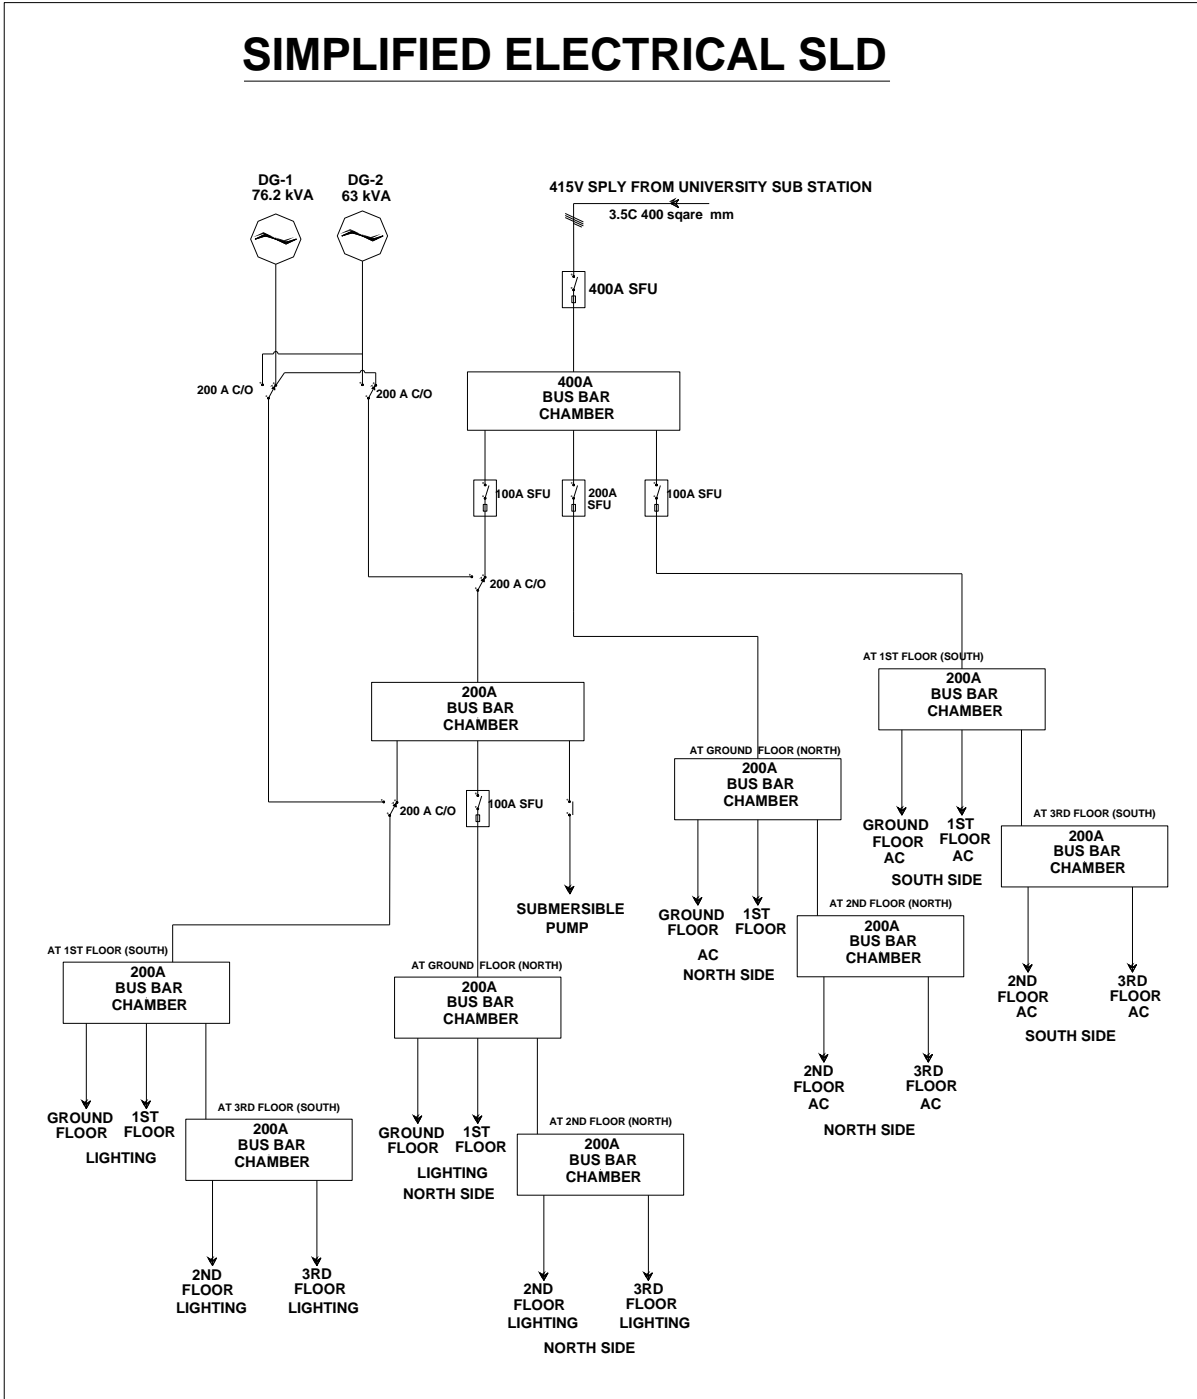 SIMPLIFIED ELECTRICAL SLD
DG-1
76.2 kVA
DG-2
63 kVA
415V SPLY FROM UNIVERSITY SUB STATION
3.5C 400 sqare mm
400A SFU
200 A C/O
200 A C/O
400A
BUS BAR
CHAMBER
100A SFU
200A
SFU
100A SFU
200 A C/O
AT 1ST FLOOR (SOUTH)
200A
BUS BAR
CHAMBER
200A
BUS BAR
CHAMBER
AT GROUND FLOOR (NORTH)
200A
BUS BAR
CHAMBER
200 A C/O
100A SFU
AT 3RD FLOOR (SOUTH)
200A
BUS BAR
CHAMBER
GROUND
FLOOR
AC
1ST
FLOOR
AC
SOUTH SIDE
SUBMERSIBLE
PUMP
GROUND
FLOOR
1ST
FLOOR
AC
NORTH SIDE
AT 2ND FLOOR (NORTH)
200A
BUS BAR
CHAMBER
AT 1ST FLOOR (SOUTH)
200A
BUS BAR
CHAMBER
AT GROUND FLOOR (NORTH)
200A
BUS BAR
CHAMBER
2ND
FLOOR
AC
3RD
FLOOR
AC
SOUTH SIDE
2ND
FLOOR
AC
3RD
FLOOR
AC
NORTH SIDE
GROUND
FLOOR
1ST
FLOOR
LIGHTING
AT 3RD FLOOR (SOUTH)
200A
BUS BAR
CHAMBER
GROUND
FLOOR
1ST
FLOOR
LIGHTING
NORTH SIDE
AT 2ND FLOOR (NORTH)
200A
BUS BAR
CHAMBER
2ND
FLOOR
LIGHTING
3RD
FLOOR
LIGHTING
2ND
FLOOR
LIGHTING
3RD
FLOOR
LIGHTING
NORTH SIDE